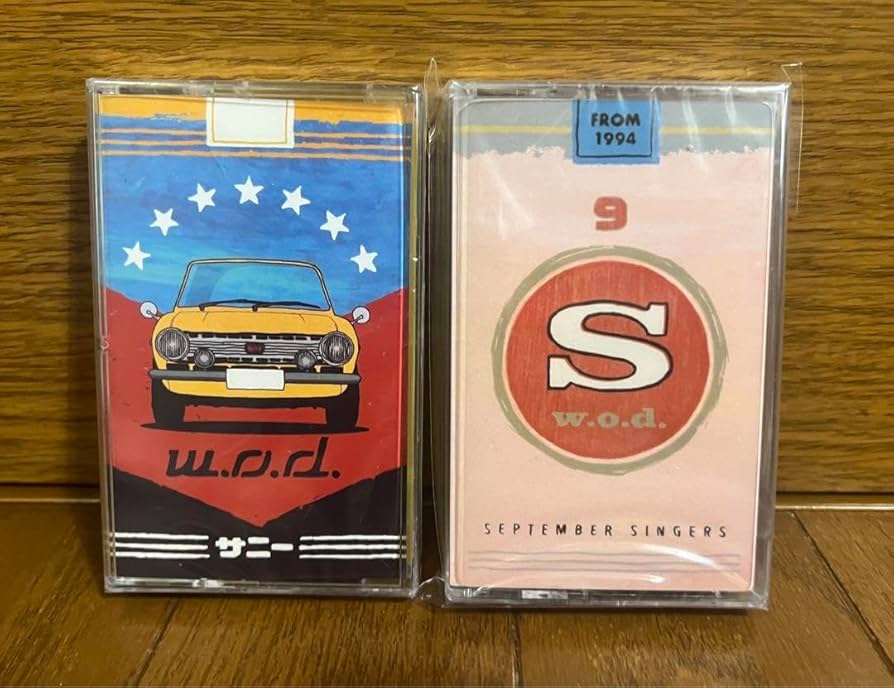 w.o.d.
サニー
FROM
1994
9
S
w.o.d.
SEPTEMBER SINGERS